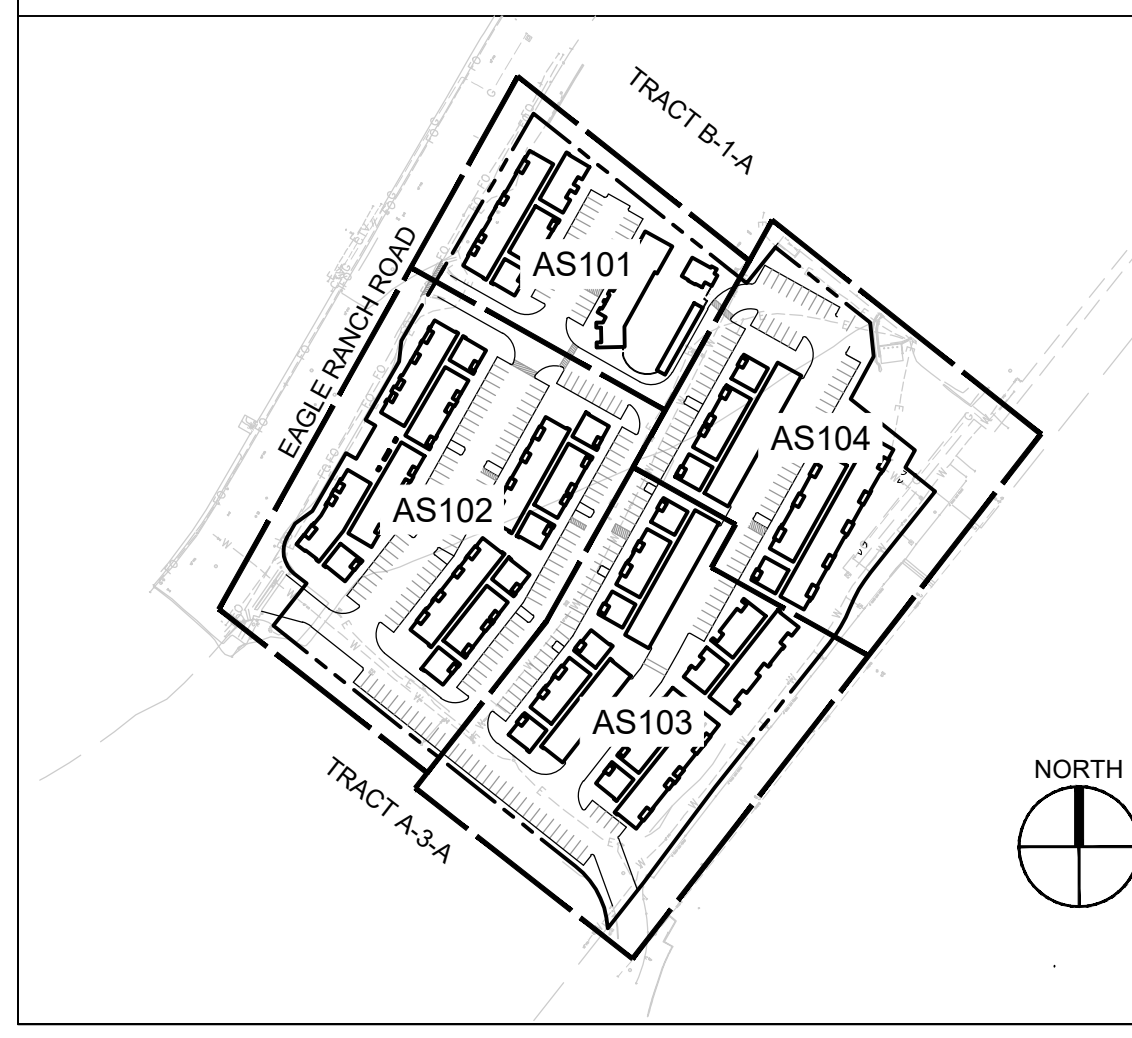 TRACT B-1-A
EAGLE RANCH ROAD
AS101
AS104
AS102
AS103
TRACT A-3-A
NORTH